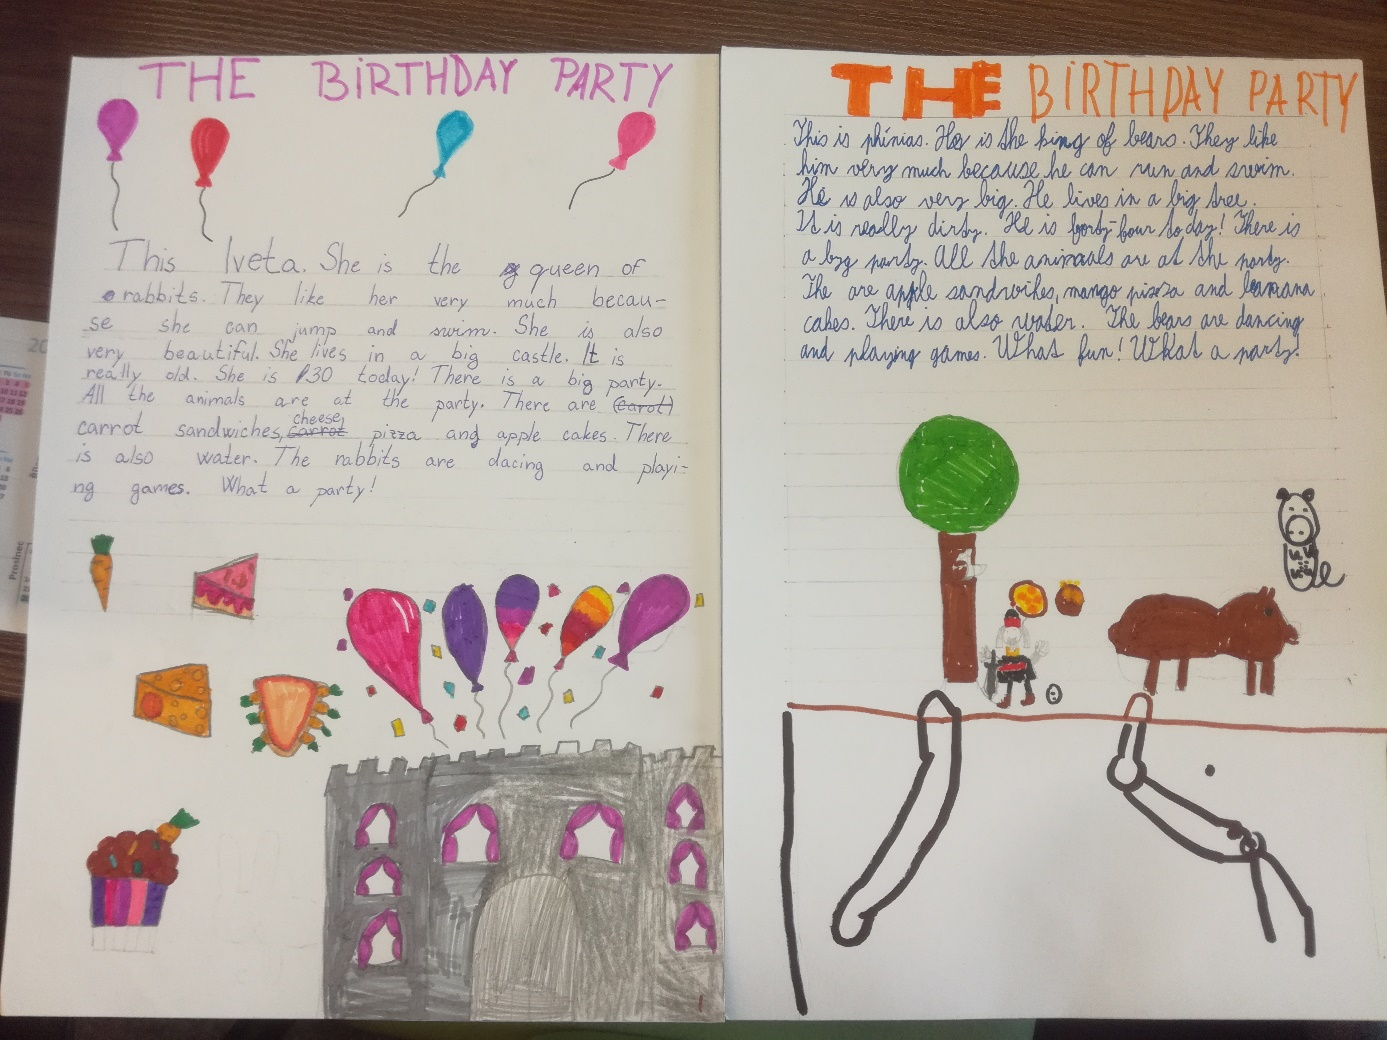 THE BIRTHDAY PARTY
This Iveta. She is the queen of
rabbits. They like her very much becau-
se she can jump and swim. She is also
very beautiful. She lives in a big castle. It is
really old. She is 130 today! There is a big party.
All the animals are at the party. There are (carot)
cheese
carrot sandwiches, carrot pizza and apple cakes. There
is also water. The rabbits are dacing and playi-
ng games. What a party!
THE BIRTHDAY PARTY
This is phinias. He is the king of bears. They like
him very much because he can run and swim.
He is also very big. He lives in a big tree.
It is really dirty. He is forty-four today! There is
a big party. All the animals are at the party.
The are apple sandwiches, mango pizza and banana
cakes. There is also water. The bears are dancing
and playing games. What fun! What a party!
20
Prosinec